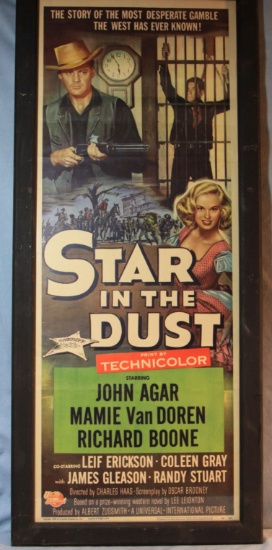 THE STORY OF THE MOST DESPERATE GAMBLE
THE WEST HAS EVER KNOWN!
STAR
IN THE
DUST
PRINT BY
TECHNICOLOR
STARRING
JOHN AGAR
MAMIE VAN DOREN
RICHARD BOONE
CO-STARRING LEIF ERICKSON · COLEEN GRAY
with JAMES GLEASON · RANDY STUART
Directed by CHARLES HAAS · Screenplay by OSCAR BRODNEY
Based on a prize-winning western novel by LEE LEIGHTON
Produced by ALBERT ZUGSMITH · A UNIVERSAL-INTERNATIONAL PICTURE